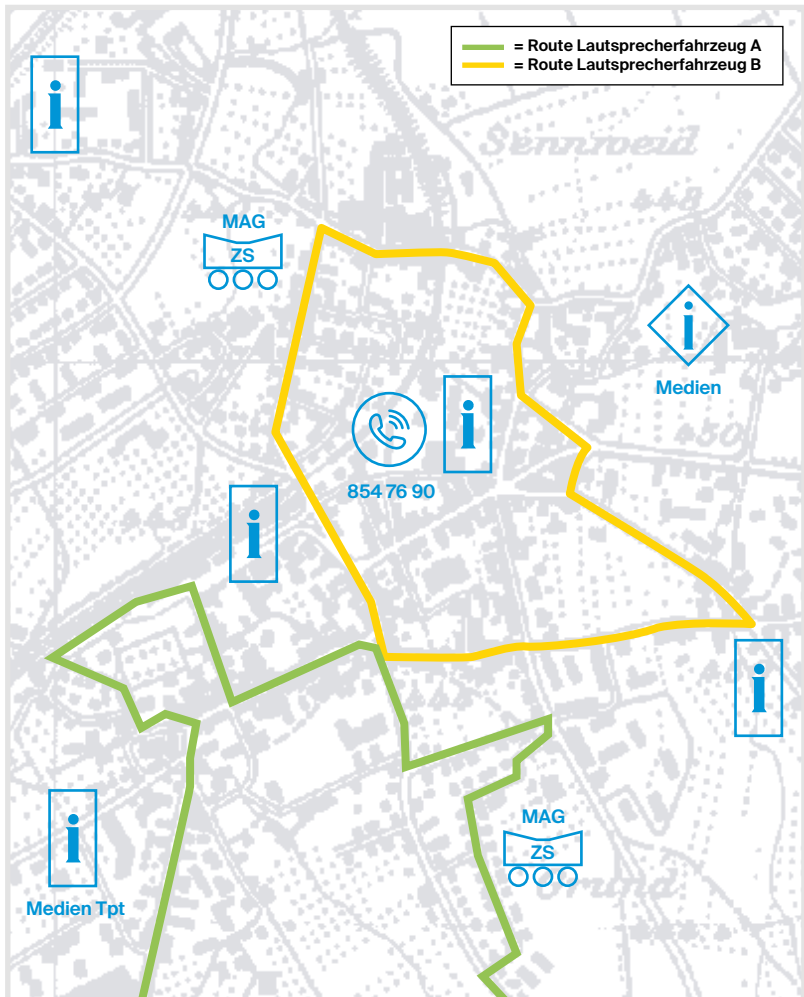 = Route Lautsprecherfahrzeug A
= Route Lautsprecherfahrzeug B
i
Sennweid
MAG
ZS
i
Medien
i
854 76 90
i
i
MAG
ZS
i
Medien Tpt